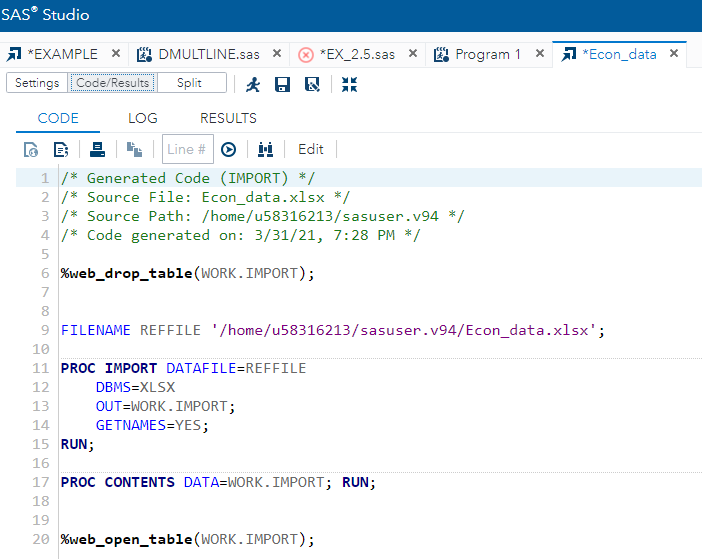 SAS® Studio
*EXAMPLE × DMULTLINE.sas × *EX_2.5.sas × Program 1 × *Econ_data ×
Settings Code/Results Split
CODE LOG RESULTS
Line # Edit
1 /* Generated Code (IMPORT) */
2 /* Source File: Econ_data.xlsx */
3 /* Source Path: /home/u58316213/sasuser.v94 */
4 /* Code generated on: 3/31/21, 7:28 PM */
5
6 %web_drop_table(WORK.IMPORT);
7
8
9 FILENAME REFFILE '/home/u58316213/sasuser.v94/Econ_data.xlsx';
10
11 PROC IMPORT DATAFILE=REFFILE
12 DBMS=XLSX
13 OUT=WORK.IMPORT;
14 GETNAMES=YES;
15 RUN;
16
17 PROC CONTENTS DATA=WORK.IMPORT; RUN;
18
19
20 %web_open_table(WORK.IMPORT);